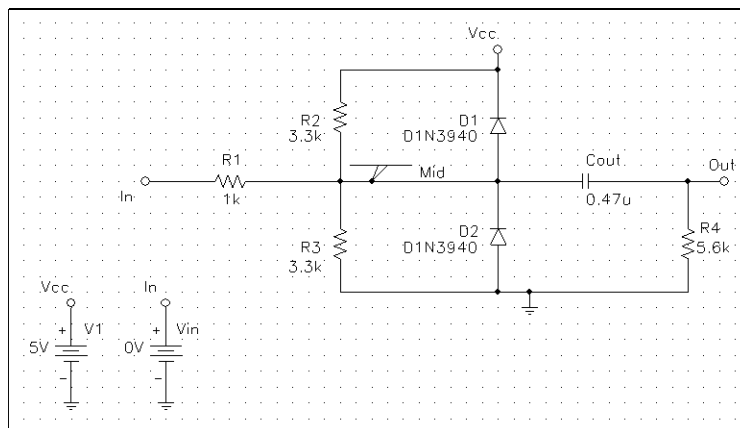 Vcc
R2
3.3k
D1
D1N3940
R1
1k
Mid
Cout
0.47u
Out
In
R3
3.3k
D2
D1N3940
R4
5.6k
Vcc
In
+
V1
+
Vin
5V
0V
-
-